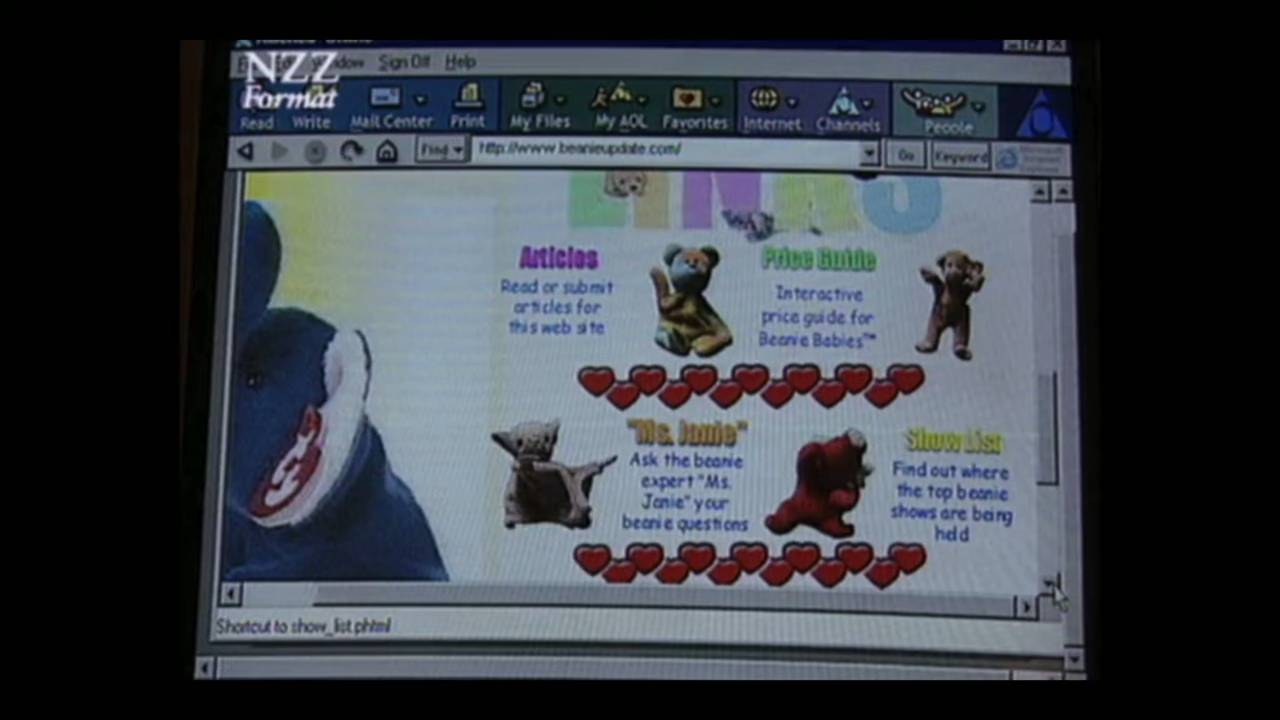 NZZ
Format
Window Sign Off Help
Read Write Mail Center Print My Files My AOL Favorites Internet Channels People
Find http://www.beanieupdate.com/ Go Keyword
LINKS
Articles
Read or submit
articles for
this web site
Price Guide
Interactive
price guide for
Beanie Babies™
"Ms. Janie"
Ask the beanie
expert "Ms.
Janie" your
beanie questions
Show List
Find out where
the top beanie
shows are being
held
Shortcut to show_list.phtml